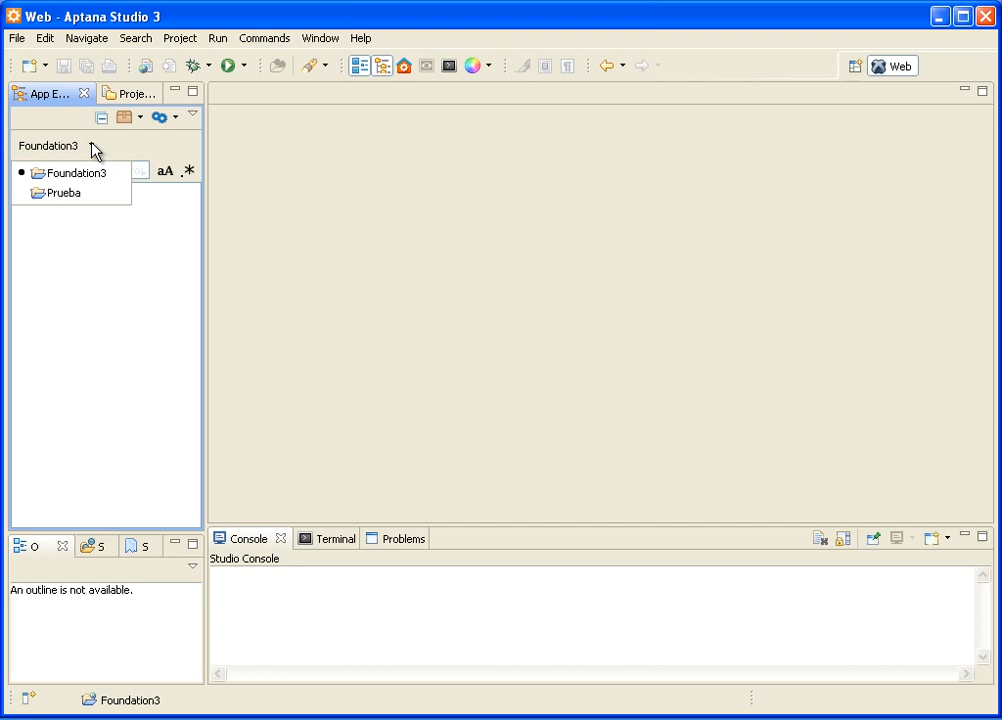 Web - Aptana Studio 3
File Edit Navigate Search Project Run Commands Window Help
Web
App E... Proje...
Foundation3
aA .*
Foundation3
Prueba
O S S
Console Terminal Problems
Studio Console
An outline is not available.
Foundation3